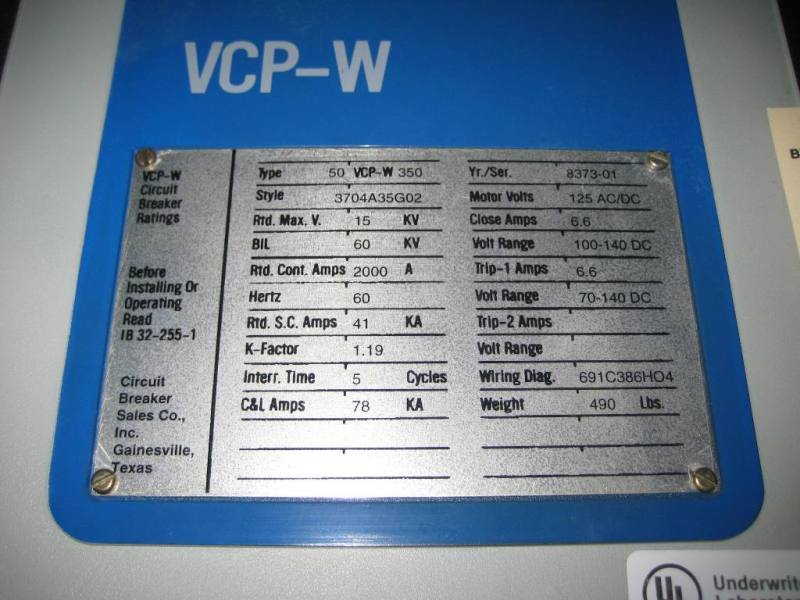 VCP-W
VCP-W
Circuit
Breaker
Ratings
Before
Installing Or
Operating
Read
IB 32-255-1
Circuit
Breaker
Sales Co.,
Inc.
Gainesville,
Texas
Type 50 VCP-W 350
Style 3704A35G02
Rtd. Max. V. 15 KV
BIL 60 KV
Rtd. Cont. Amps 2000 A
Hertz 60
Rtd. S.C. Amps 41 KA
K-Factor 1.19
Interr. Time 5 Cycles
C&L Amps 78 KA
Yr./Ser. 8373-01
Motor Volts 125 AC/DC
Close Amps 6.6
Volt Range 100-140 DC
Trip-1 Amps 6.6
Volt Range 70-140 DC
Trip-2 Amps
Volt Range
Wiring Diag. 691C386HO4
Weight 490 Lbs.
B
UL
Underwrit